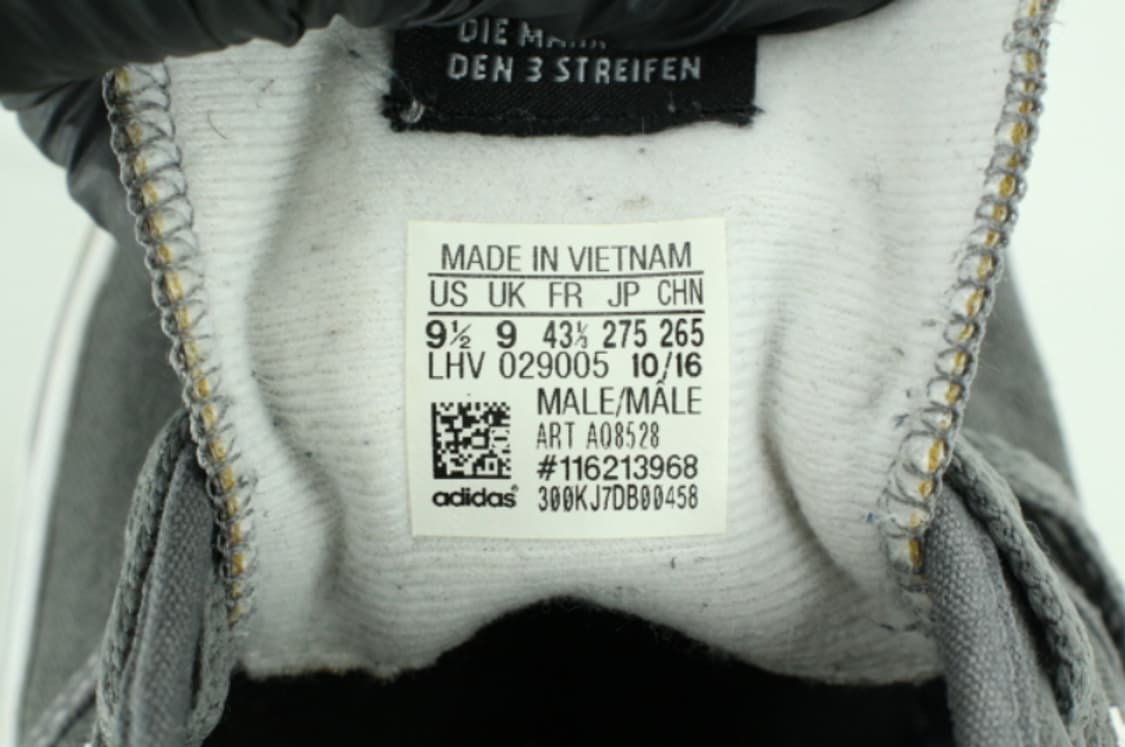 DIE
DEN 3 STREIFEN
MADE IN VIETNAM
US UK FR JP CHN
9½ 9 43⅓ 275 265
LHV 029005 10/16
MALE/MÂLE
ART AQ8528
#116213968
adidas® 300KJ7DB00458